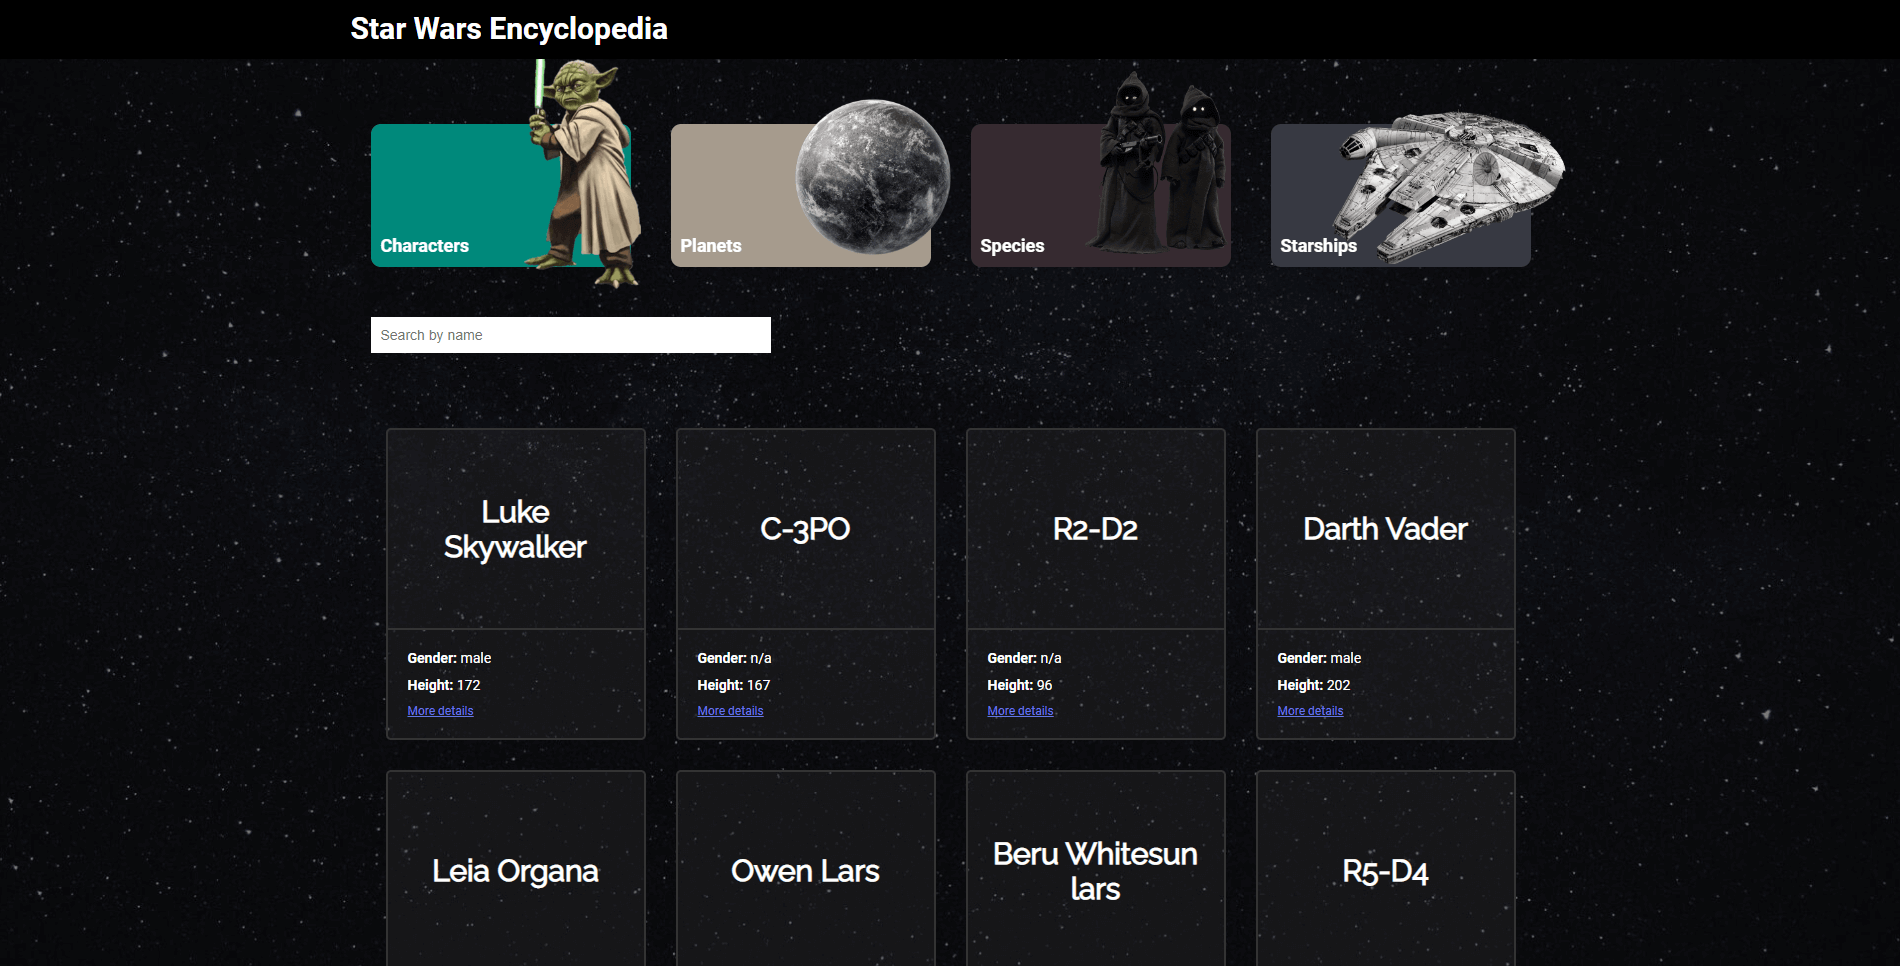 Star Wars Encyclopedia
Characters
Planets
Species
Starships
Search by name
Luke
Skywalker
Gender: male
Height: 172
More details
C-3PO
Gender: n/a
Height: 167
More details
R2-D2
Gender: n/a
Height: 96
More details
Darth Vader
Gender: male
Height: 202
More details
Leia Organa
Owen Lars
Beru Whitesun
lars
R5-D4